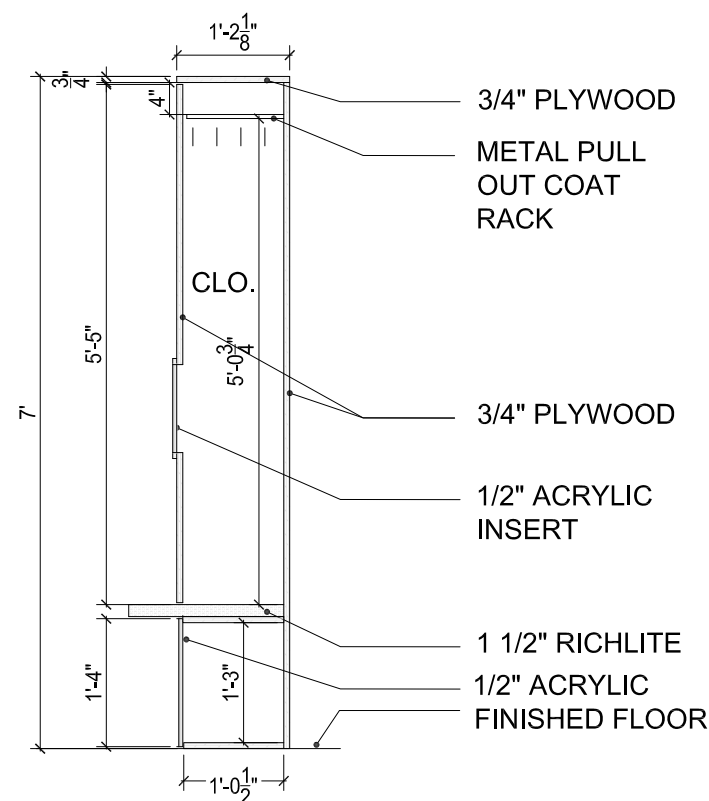 1'-2 1/8"
3/4"
4"
3/4" PLYWOOD
METAL PULL
OUT COAT
RACK
CLO.
5'-5"
5'-0 3/4"
7'
3/4" PLYWOOD
1/2" ACRYLIC
INSERT
1 1/2" RICHLITE
1'-4"
1'-3"
1/2" ACRYLIC
FINISHED FLOOR
1'-0 1/2"